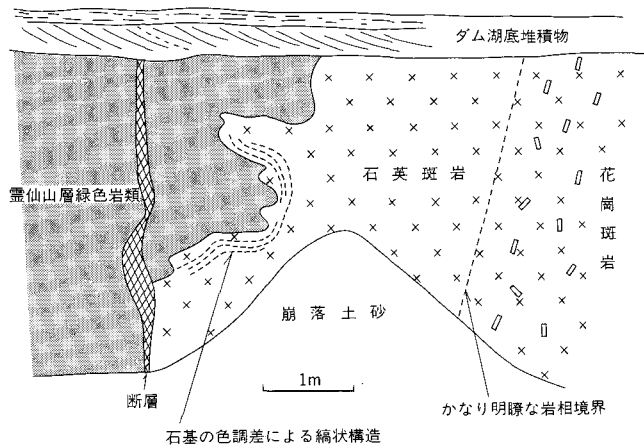 ダム湖底堆積物
霊仙山層緑色岩類
石英斑岩
花崗斑岩
崩落土砂
1m
断層
かなり明瞭な岩相境界
石基の色調差による縞状構造